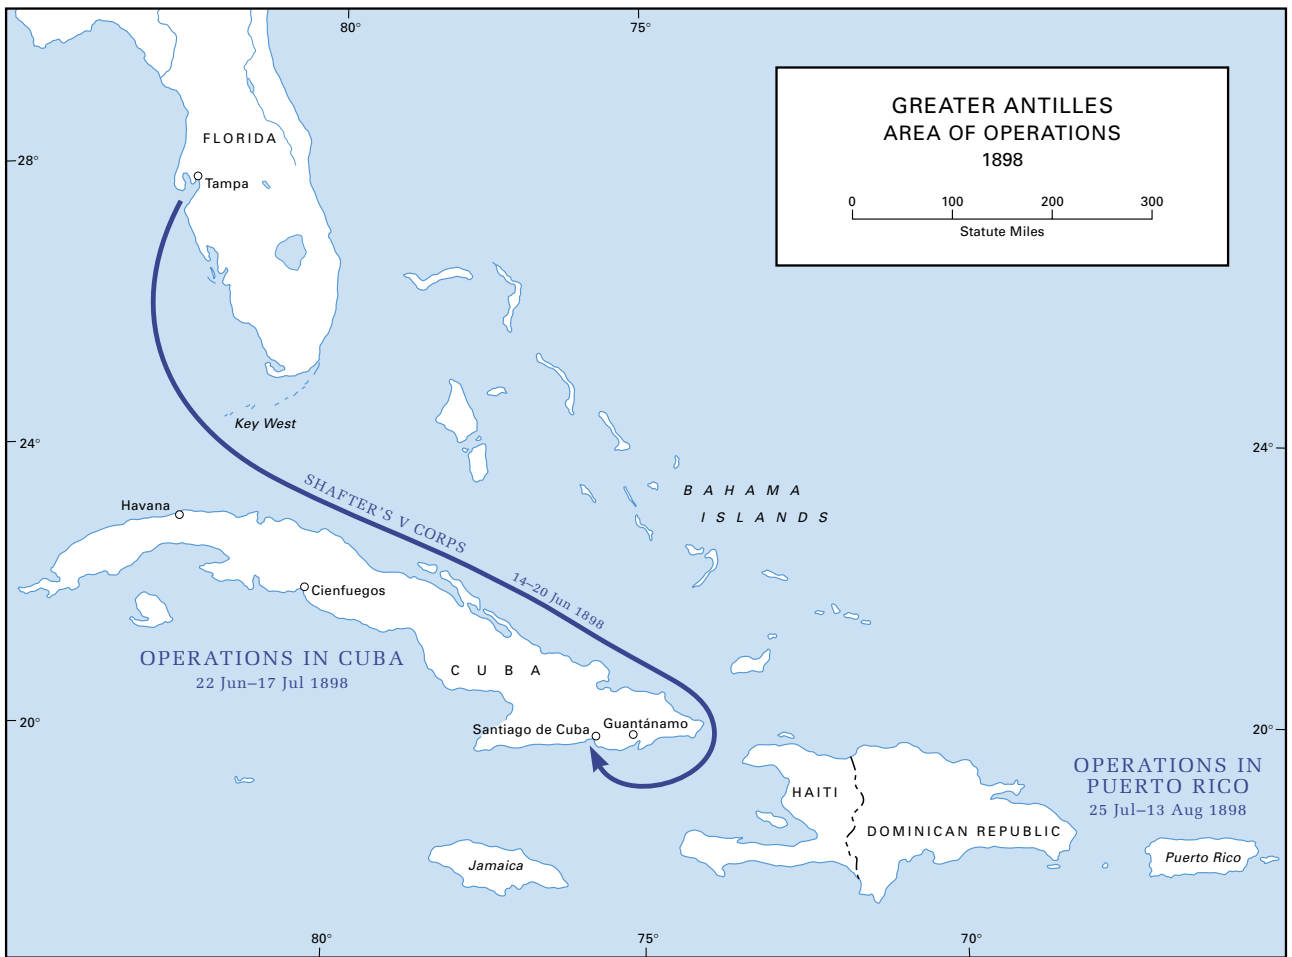 80°
75°
GREATER ANTILLES
AREA OF OPERATIONS
1898
0 100 200 300
Statute Miles
FLORIDA
28°
Tampa
Key West
24°
24°
SHAFTER'S V CORPS
14–20 Jun 1898
BAHAMA
ISLANDS
Havana
Cienfuegos
OPERATIONS IN CUBA
22 Jun–17 Jul 1898
CUBA
20°
20°
Santiago de Cuba
Guantánamo
OPERATIONS IN
PUERTO RICO
25 Jul–13 Aug 1898
HAITI
DOMINICAN REPUBLIC
Jamaica
Puerto Rico
80°
75°
70°